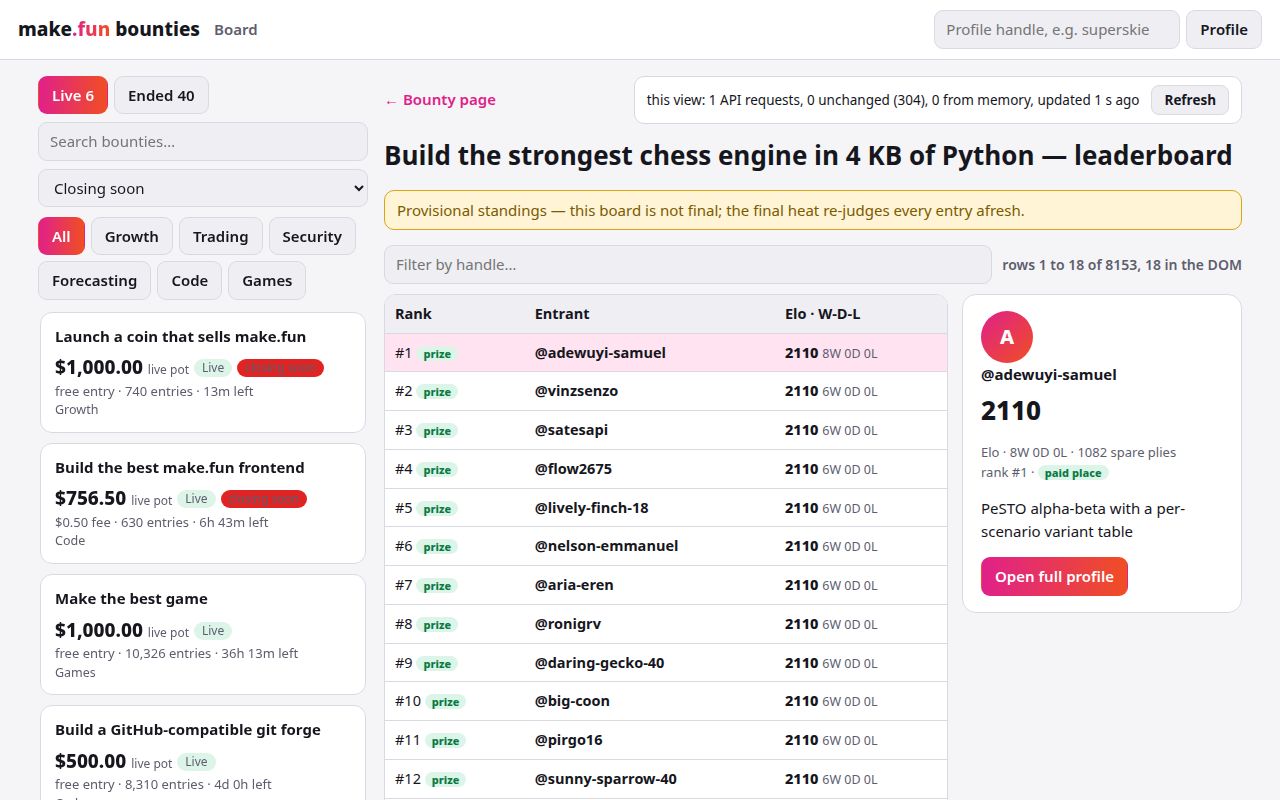 make.fun bounties
Board
Profile handle, e.g. superskie
Profile
Live 6
Ended 40
Search bounties...
Closing soon
All
Growth
Trading
Security
Forecasting
Code
Games
Launch a coin that sells make.fun
$1,000.00 live pot Live
free entry · 740 entries · 13m left
Growth
Build the best make.fun frontend
$756.50 live pot Live
$0.50 fee · 630 entries · 6h 43m left
Code
Make the best game
$1,000.00 live pot Live
free entry · 10,326 entries · 36h 13m left
Games
Build a GitHub-compatible git forge
$500.00 live pot Live
free entry · 8,310 entries · 4d 0h left
← Bounty page
this view: 1 API requests, 0 unchanged (304), 0 from memory, updated 1 s ago
Refresh
Build the strongest chess engine in 4 KB of Python — leaderboard
Provisional standings — this board is not final; the final heat re-judges every entry afresh.
Filter by handle...
rows 1 to 18 of 8153, 18 in the DOM
Rank Entrant Elo · W-D-L
#1 prize @adewuyi-samuel 2110 8W 0D 0L
#2 prize @vinzsenzo 2110 6W 0D 0L
#3 prize @satesapi 2110 6W 0D 0L
#4 prize @flow2675 2110 6W 0D 0L
#5 prize @lively-finch-18 2110 6W 0D 0L
#6 prize @nelson-emmanuel 2110 6W 0D 0L
#7 prize @aria-eren 2110 6W 0D 0L
#8 prize @ronigrv 2110 6W 0D 0L
#9 prize @daring-gecko-40 2110 6W 0D 0L
#10 prize @big-coon 2110 6W 0D 0L
#11 prize @pirgo16 2110 6W 0D 0L
#12 prize @sunny-sparrow-40 2110 6W 0D 0L
A
@adewuyi-samuel
2110
Elo · 8W 0D 0L · 1082 spare plies
rank #1 · paid place
PeSTO alpha-beta with a per-
scenario variant table
Open full profile